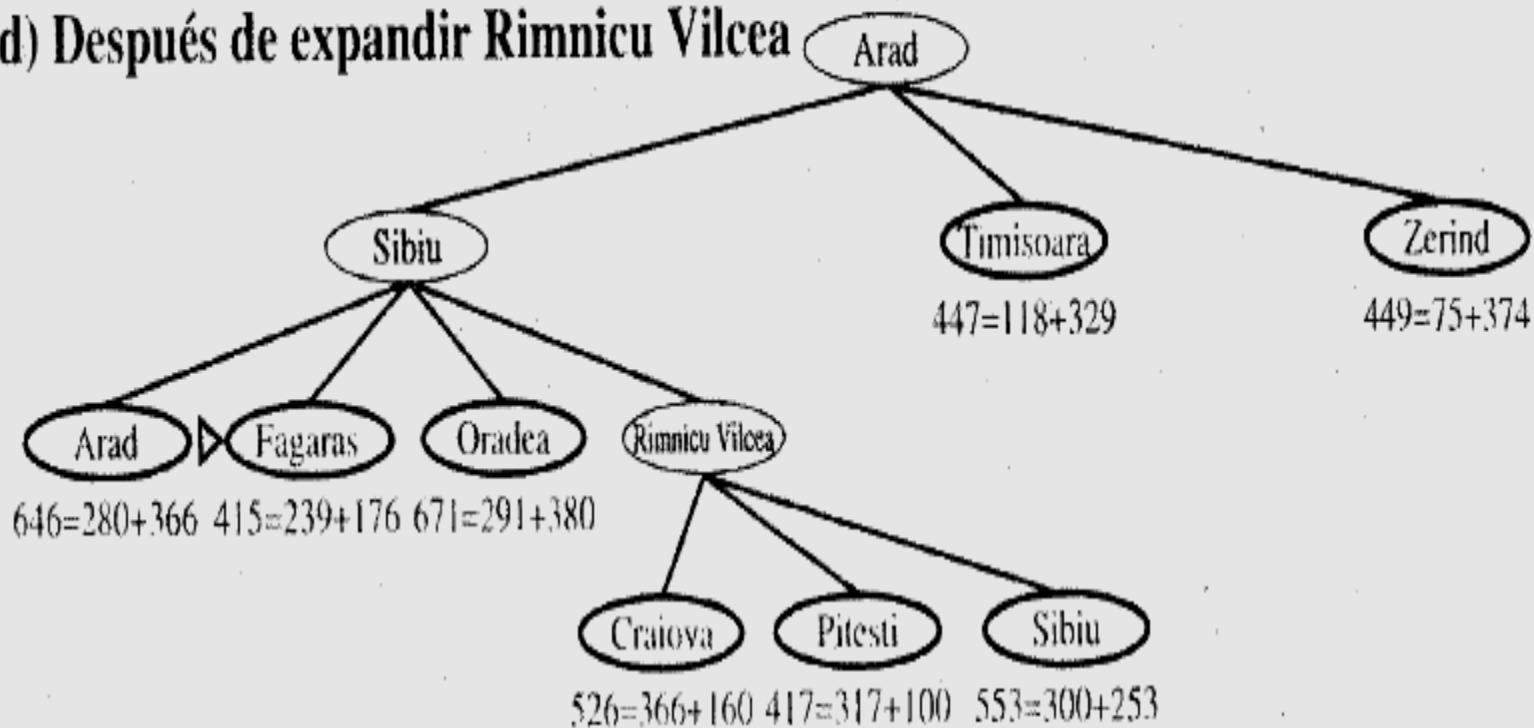 d) Después de expandir Rimnicu Vilcea
Arad
Sibiu
Timisoara
Zerind
447=118+329
449=75+374
Arad
Fagaras
Oradea
Rimnicu Vilcea
646=280+366
415=239+176
671=291+380
Craiova
Pitesti
Sibiu
526=366+160
417=317+100
553=300+253